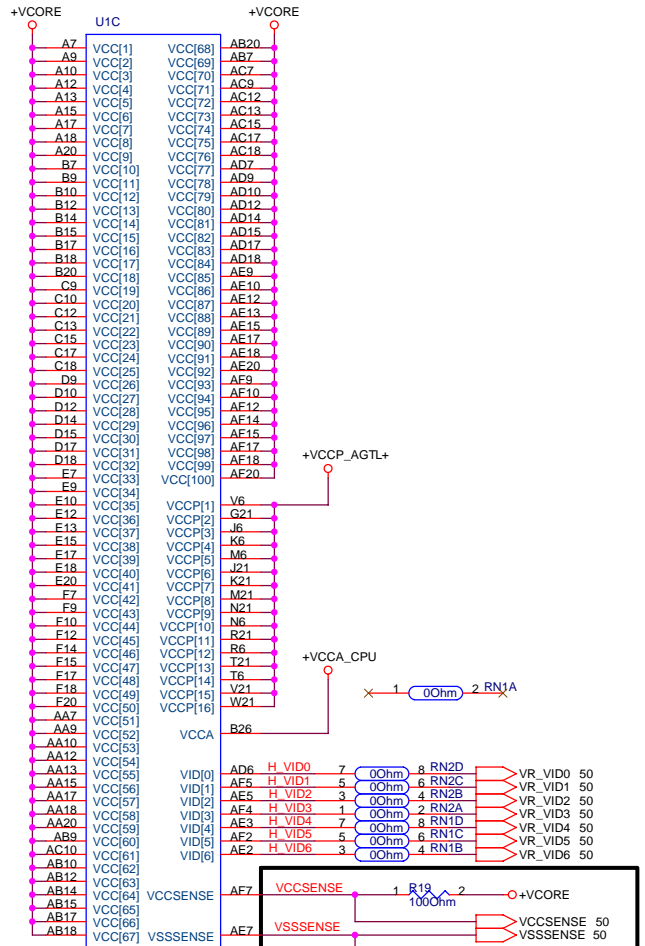 +VCORE +VCORE
U1C
A7 VCC[1] VCC[68] AB20
A9 VCC[2] VCC[69] AB7
A10 VCC[3] VCC[70] AC7
A12 VCC[4] VCC[71] AC9
A13 VCC[5] VCC[72] AC12
A15 VCC[6] VCC[73] AC13
A17 VCC[7] VCC[74] AC15
A18 VCC[8] VCC[75] AC17
A20 VCC[9] VCC[76] AC18
B7 VCC[10] VCC[77] AD7
B9 VCC[11] VCC[78] AD9
B10 VCC[12] VCC[79] AD10
B12 VCC[13] VCC[80] AD12
B14 VCC[14] VCC[81] AD14
B15 VCC[15] VCC[82] AD15
B17 VCC[16] VCC[83] AD17
B18 VCC[17] VCC[84] AD18
B20 VCC[18] VCC[85] AE9
C9 VCC[19] VCC[86] AE10
C10 VCC[20] VCC[87] AE12
C12 VCC[21] VCC[88] AE13
C13 VCC[22] VCC[89] AE15
C15 VCC[23] VCC[90] AE17
C17 VCC[24] VCC[91] AE18
C18 VCC[25] VCC[92] AE20
D9 VCC[26] VCC[93] AF9
D10 VCC[27] VCC[94] AF10
D12 VCC[28] VCC[95] AF12
D14 VCC[29] VCC[96] AF14
D15 VCC[30] VCC[97] AF15
D17 VCC[31] VCC[98] AF17
D18 VCC[32] VCC[99] AF18
E7 VCC[33] VCC[100] AF20
+VCCP_AGTL+
E9 VCC[34]
E10 VCC[35] VCCP[1] V6
E12 VCC[36] VCCP[2] G21
E13 VCC[37] VCCP[3] J6
E15 VCC[38] VCCP[4] K6
E17 VCC[39] VCCP[5] M6
E18 VCC[40] VCCP[6] J21
E20 VCC[41] VCCP[7] K21
F7 VCC[42] VCCP[8] M21
F9 VCC[43] VCCP[9] N21
F10 VCC[44] VCCP[10] N6
F12 VCC[45] VCCP[11] R21
F14 VCC[46] VCCP[12] R6
F15 VCC[47] VCCP[13] T21
F17 VCC[48] VCCP[14] T6
F18 VCC[49] VCCP[15] V21
F20 VCC[50] VCCP[16] W21
+VCCA_CPU
1 0Ohm 2 RN1A
AA7 VCC[51]
AA9 VCC[52] VCCA B26
AA10 VCC[53]
AA12 VCC[54]
AA13 VCC[55] VID[0] AD6 H_VID0 7 0Ohm 8 RN2D VR_VID0 50
AA15 VCC[56] VID[1] AF5 H_VID1 5 0Ohm 6 RN2C VR_VID1 50
AA17 VCC[57] VID[2] AE5 H_VID2 3 0Ohm 4 RN2B VR_VID2 50
AA18 VCC[58] VID[3] AF4 H_VID3 1 0Ohm 2 RN2A VR_VID3 50
AA20 VCC[59] VID[4] AE3 H_VID4 7 0Ohm 8 RN1D VR_VID4 50
AB9 VCC[60] VID[5] AF2 H_VID5 5 0Ohm 6 RN1C VR_VID5 50
AC10 VCC[61] VID[6] AE2 H_VID6 3 0Ohm 4 RN1B VR_VID6 50
AB10 VCC[62]
AB12 VCC[63]
AB14 VCC[64] VCCSENSE AF7 VCCSENSE 1 R19 2 +VCORE
100Ohm
AB15 VCC[65]
AB17 VCC[66] VCCSENSE 50
AB18 VCC[67] VSSSENSE AE7 VSSSENSE VSSSENSE 50